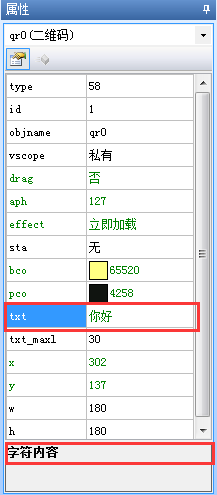 属性
qr0(二维码)
type 58
id 1
objname qr0
vscope 私有
drag 否
aph 127
effect 立即加载
sta 无
bco 65520
pco 4258
txt 你好
txt_maxl 30
x 302
y 137
w 180
h 180
字符内容